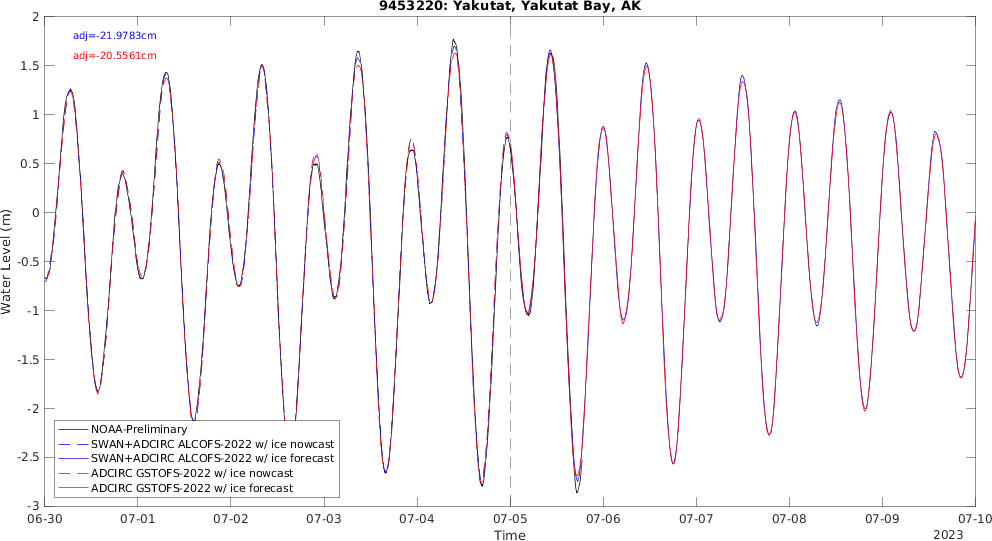 9453220: Yakutat, Yakutat Bay, AK
adj=-21.9783cm
adj=-20.5561cm
2
1.5
1
0.5
0
-0.5
-1
-1.5
-2
-2.5
-3
Water Level (m)
NOAA-Preliminary
SWAN+ADCIRC ALCOFS-2022 w/ ice nowcast
SWAN+ADCIRC ALCOFS-2022 w/ ice forecast
ADCIRC GSTOFS-2022 w/ ice nowcast
ADCIRC GSTOFS-2022 w/ ice forecast
06-30 07-01 07-02 07-03 07-04 07-05 07-06 07-07 07-08 07-09 07-10
Time
2023